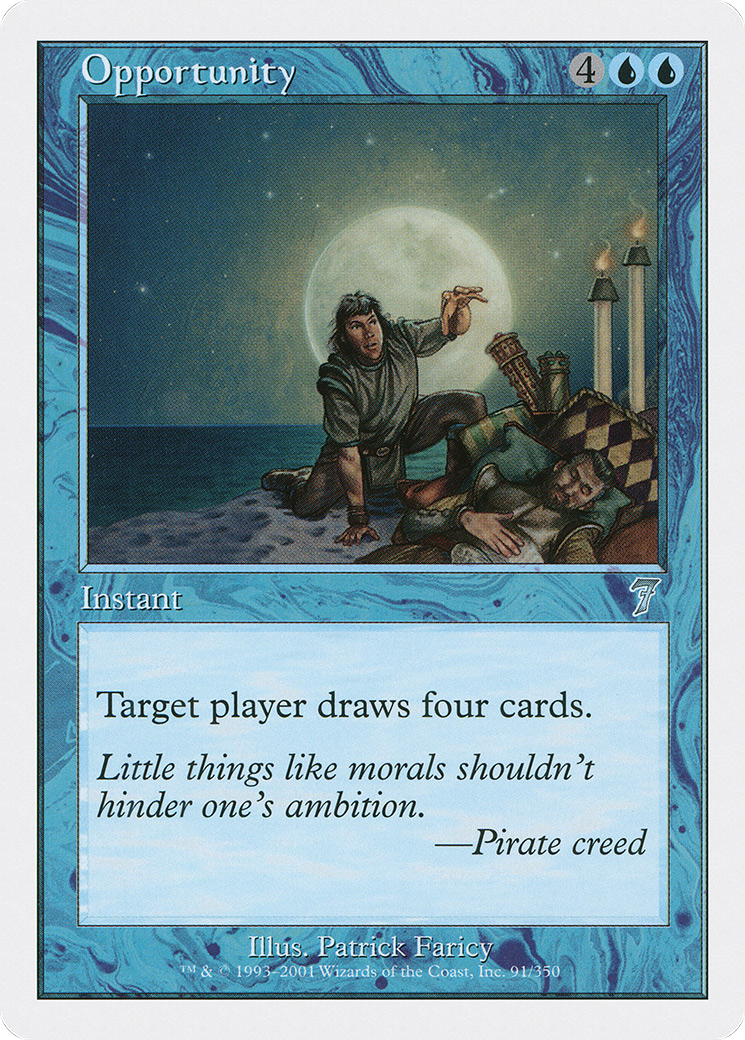 Opportunity 4
Instant 7
Target player draws four cards.
Little things like morals shouldn't
hinder one's ambition.
—Pirate creed
Illus. Patrick Faricy
™ & © 1993-2001 Wizards of the Coast, Inc. 91/350